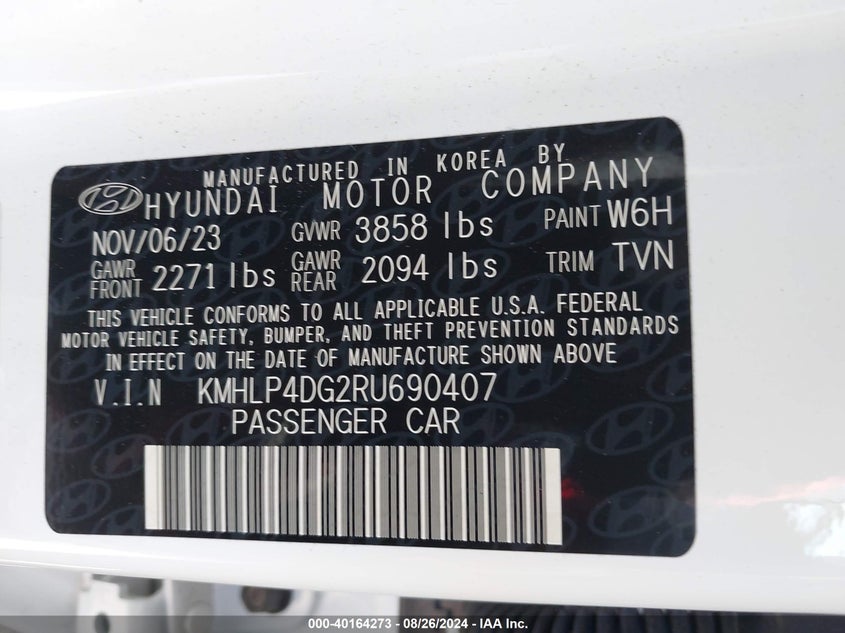 MANUFACTURED IN KOREA BY
HYUNDAI MOTOR COMPANY
NOV/06/23 GVWR 3858 lbs PAINT W6H
GAWR FRONT 2271 lbs GAWR REAR 2094 lbs TRIM TVN
THIS VEHICLE CONFORMS TO ALL APPLICABLE U.S.A. FEDERAL
MOTOR VEHICLE SAFETY, BUMPER, AND THEFT PREVENTION STANDARDS
IN EFFECT ON THE DATE OF MANUFACTURE SHOWN ABOVE
V.I.N KMHLP4DG2RU690407
PASSENGER CAR
000-40164273 - 08/26/2024 - IAA Inc.